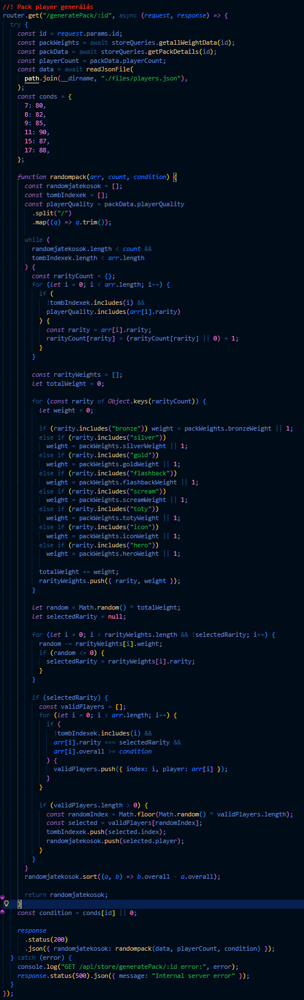 //! Pack player generálás
router.get("/generatePack/:id", async (request, response) => {
  try {
    const id = request.params.id;
    const packWeights = await storeQueries.getallWeightData(id);
    const packData = await storeQueries.getPackDetails(id);
    const playerCount = packData.playerCount;
    const data = await readJsonFile(
      path.join(__dirname, "./files/players.json"),
    );
    const conds = {
      7: 80,
      8: 82,
      9: 85,
      11: 90,
      15: 87,
      17: 88,
    };

    function randompack(arr, count, condition) {
      const randomjatekosok = [];
      const tombIndexek = [];
      const playerQuality = packData.playerQuality
        .split("/")
        .map((q) => q.trim());

      while (
        randomjatekosok.length < count &&
        tombIndexek.length < arr.length
      ) {
        const rarityCount = {};
        for (let i = 0; i < arr.length; i++) {
          if (
            !tombIndexek.includes(i) &&
            playerQuality.includes(arr[i].rarity)
          ) {
            const rarity = arr[i].rarity;
            rarityCount[rarity] = (rarityCount[rarity] || 0) + 1;
          }
        }

        const rarityWeights = [];
        let totalWeight = 0;

        for (const rarity of Object.keys(rarityCount)) {
          let weight = 0;

          if (rarity.includes("bronze")) weight = packWeights.bronzeWeight || 1;
          else if (rarity.includes("silver"))
            weight = packWeights.silverWeight || 1;
          else if (rarity.includes("gold"))
            weight = packWeights.goldWeight || 1;
          else if (rarity.includes("flashback"))
            weight = packWeights.flashbackWeight || 1;
          else if (rarity.includes("scream"))
            weight = packWeights.screamWeight || 1;
          else if (rarity.includes("toty"))
            weight = packWeights.totyWeight || 1;
          else if (rarity.includes("icon"))
            weight = packWeights.iconWeight || 1;
          else if (rarity.includes("hero"))
            weight = packWeights.heroWeight || 1;

          totalWeight += weight;
          rarityWeights.push({ rarity, weight });
        }

        let random = Math.random() * totalWeight;
        let selectedRarity = null;

        for (let i = 0; i < rarityWeights.length && !selectedRarity; i++) {
          random -= rarityWeights[i].weight;
          if (random <= 0) {
            selectedRarity = rarityWeights[i].rarity;
          }
        }

        if (selectedRarity) {
          const validPlayers = [];
          for (let i = 0; i < arr.length; i++) {
            if (
              !tombIndexek.includes(i) &&
              arr[i].rarity === selectedRarity &&
              arr[i].overall >= condition
            ) {
              validPlayers.push({ index: i, player: arr[i] });
            }
          }

          if (validPlayers.length > 0) {
            const randomIndex = Math.floor(Math.random() * validPlayers.length);
            const selected = validPlayers[randomIndex];
            tombIndexek.push(selected.index);
            randomjatekosok.push(selected.player);
          }
        }
      }
      randomjatekosok.sort((a, b) => b.overall - a.overall);

      return randomjatekosok;
    }
    const condition = conds[id] || 0;

    response
      .status(200)
      .json({ randomjatekosok: randompack(data, playerCount, condition) });
  } catch (error) {
    console.log("GET /api/store/generatePack/:id error:", error);
    response.status(500).json({ message: "Internal server error" });
  }
});